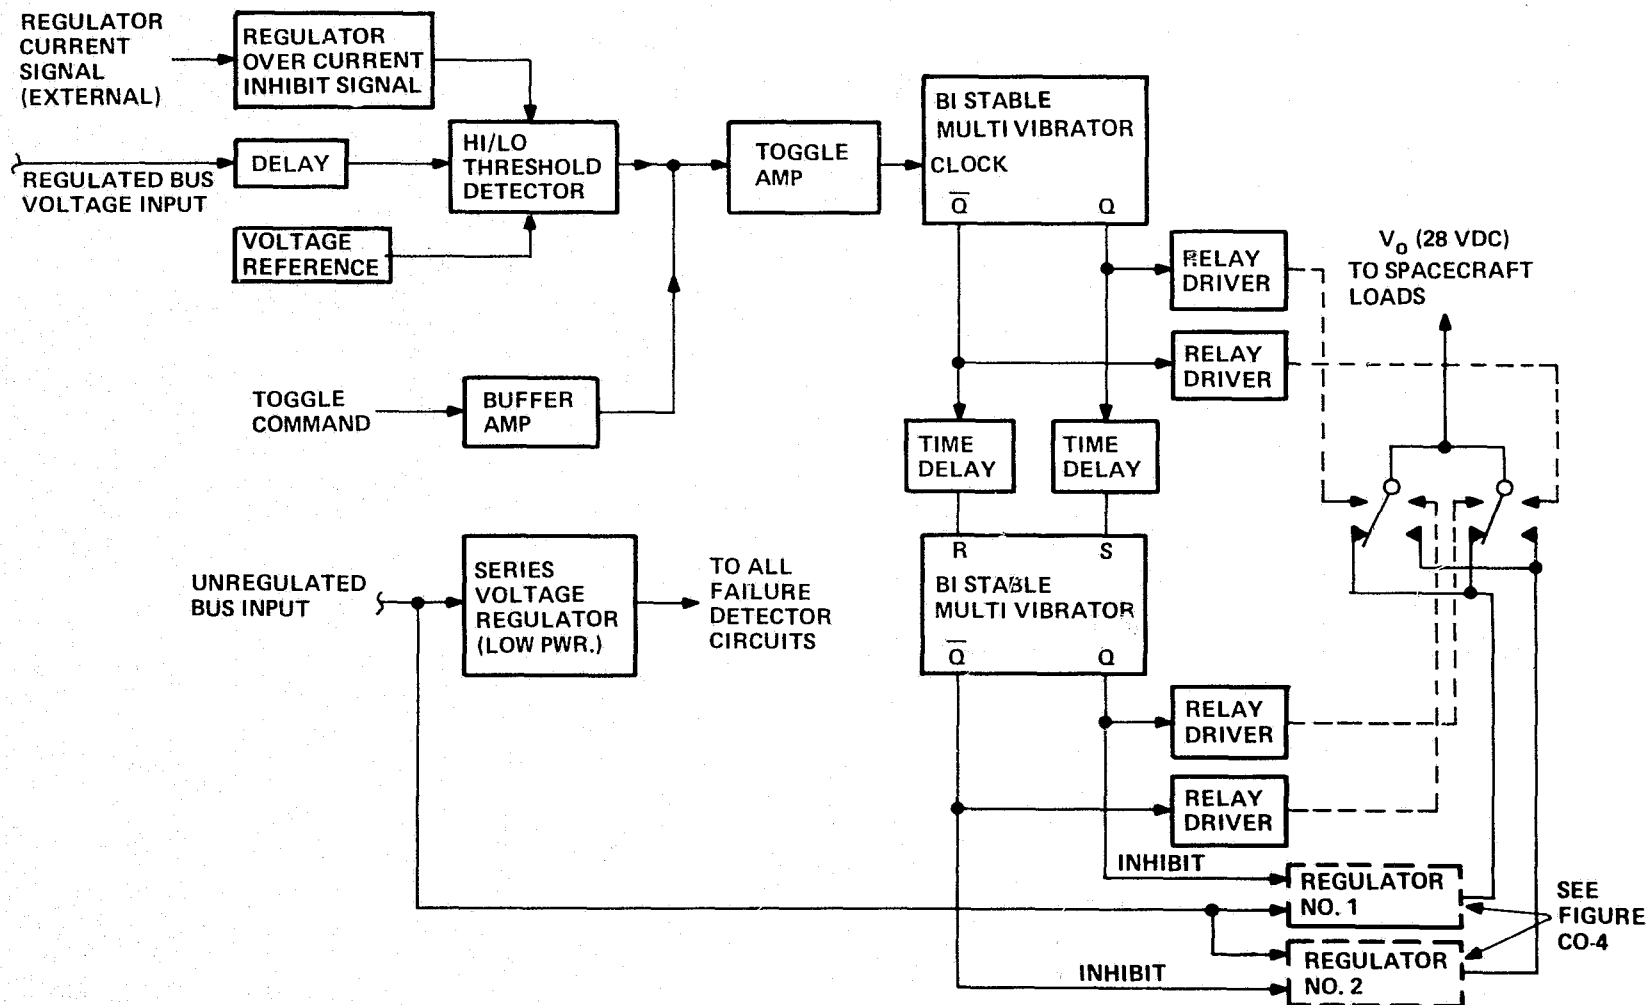 REGULATOR
CURRENT
SIGNAL
(EXTERNAL)
REGULATOR
OVER CURRENT
INHIBIT SIGNAL
REGULATED BUS
VOLTAGE INPUT
DELAY
HI/LO
THRESHOLD
DETECTOR
VOLTAGE
REFERENCE
TOGGLE
AMP
BI STABLE
MULTI VIBRATOR
CLOCK
Q̅ Q
RELAY
DRIVER
RELAY
DRIVER
V₀ (28 VDC)
TO SPACECRAFT
LOADS
TOGGLE
COMMAND
BUFFER
AMP
TIME
DELAY
TIME
DELAY
UNREGULATED
BUS INPUT
SERIES
VOLTAGE
REGULATOR
(LOW PWR.)
TO ALL
FAILURE
DETECTOR
CIRCUITS
R S
BI STABLE
MULTI VIBRATOR
Q̅ Q
RELAY
DRIVER
RELAY
DRIVER
INHIBIT
REGULATOR
NO. 1
INHIBIT
REGULATOR
NO. 2
SEE
FIGURE
CO-4